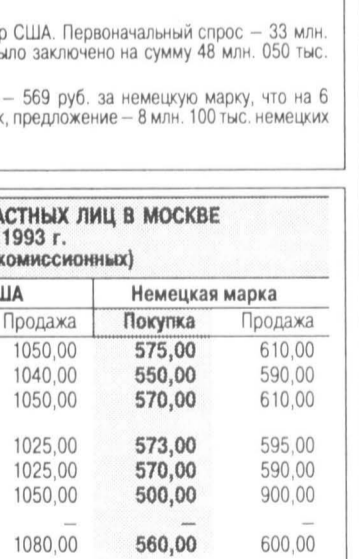 США. Первоначальный спрос – 33 млн.
было заключено на сумму 48 млн. 050 тыс.
– 569 руб. за немецкую марку, что на 6
предложение – 8 млн. 100 тыс. немецких
ЧАСТНЫХ ЛИЦ В МОСКВЕ
1993 г.
комиссионных)
США Немецкая марка
Продажа Покупка Продажа
1050,00 575,00 610,00
1040,00 550,00 590,00
1050,00 570,00 610,00
1025,00 573,00 595,00
1025,00 570,00 590,00
1050,00 500,00 900,00
– – –
1080,00 560,00 600,00